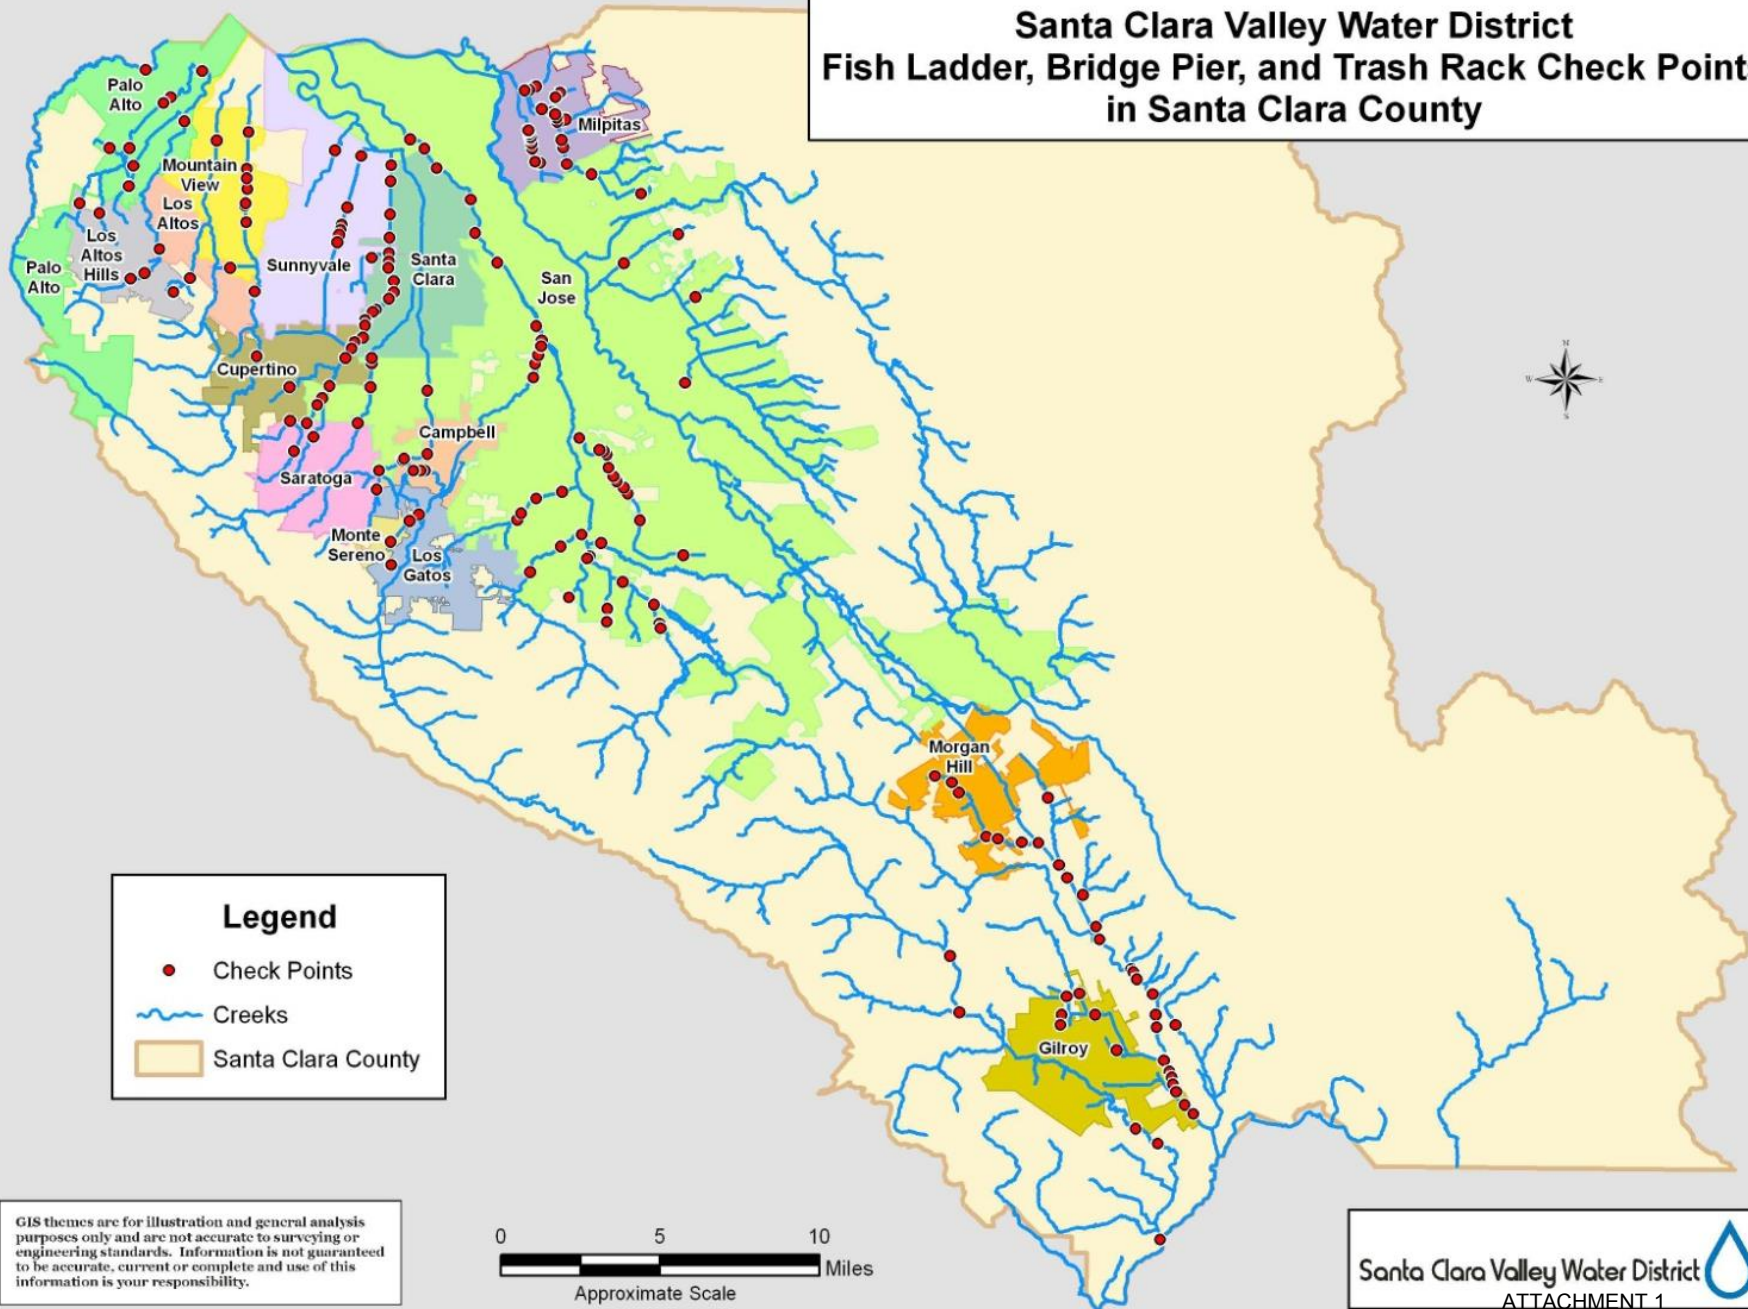 Santa Clara Valley Water District
Fish Ladder, Bridge Pier, and Trash Rack Check Point
in Santa Clara County
Palo
Alto
Milpitas
Mountain
View
Los
Altos
Los
Altos
Hills
Palo
Alto
Sunnyvale
Santa
Clara
San
Jose
Cupertino
Campbell
Saratoga
Monte
Sereno
Los
Gatos
N
W
E
S
Morgan
Hill
Gilroy
Legend
Check Points
Creeks
Santa Clara County
GIS themes are for illustration and general analysis
purposes only and are not accurate to surveying or
engineering standards. Information is not guaranteed
to be accurate, current or complete and use of this
information is your responsibility.
0 5 10
Miles
Approximate Scale
Santa Clara Valley Water District
ATTACHMENT 1